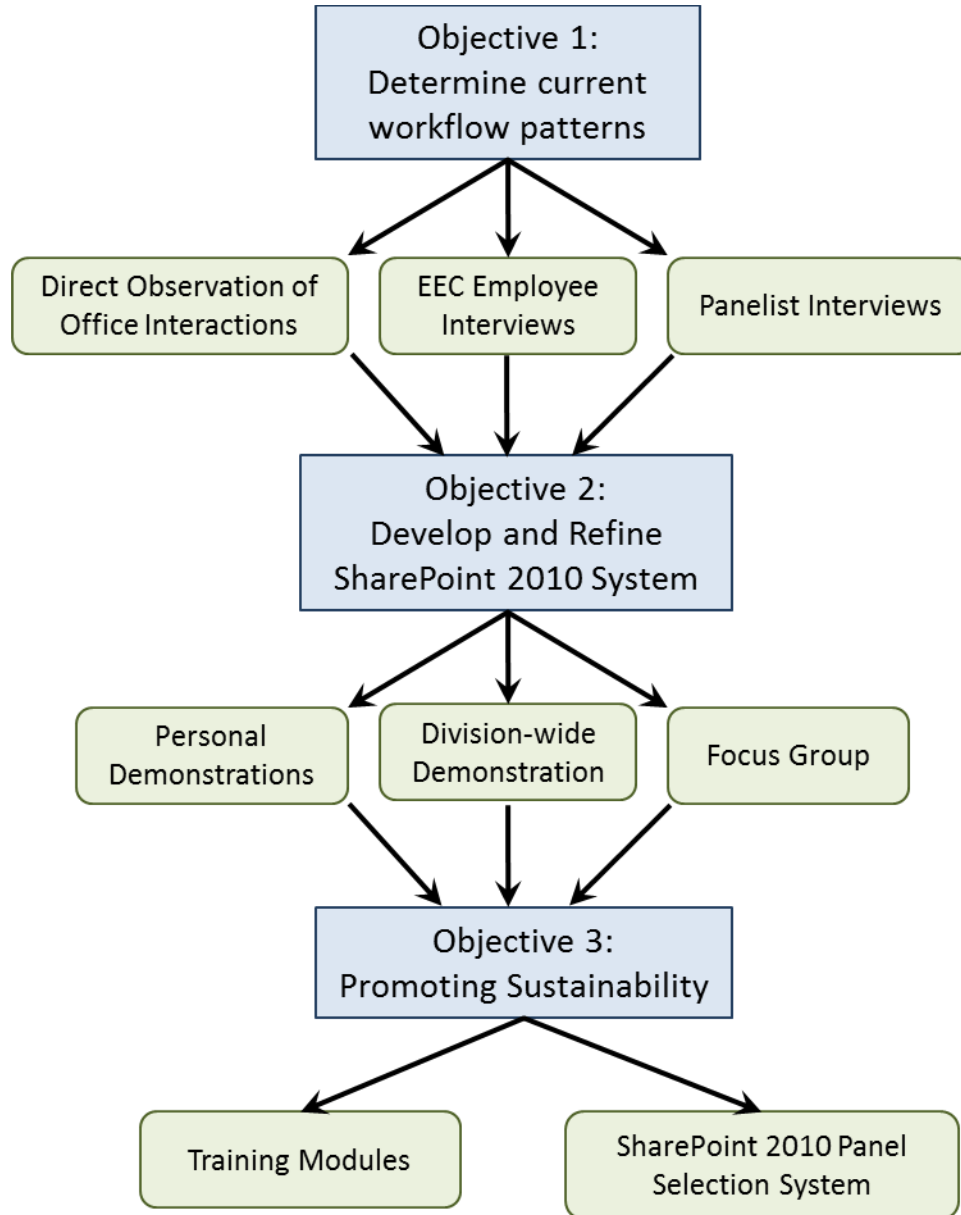 Objective 1:
Determine current
workflow patterns
Direct Observation of
Office Interactions
EEC Employee
Interviews
Panelist Interviews
Objective 2:
Develop and Refine
SharePoint 2010 System
Personal
Demonstrations
Division-wide
Demonstration
Focus Group
Objective 3:
Promoting Sustainability
Training Modules
SharePoint 2010 Panel
Selection System